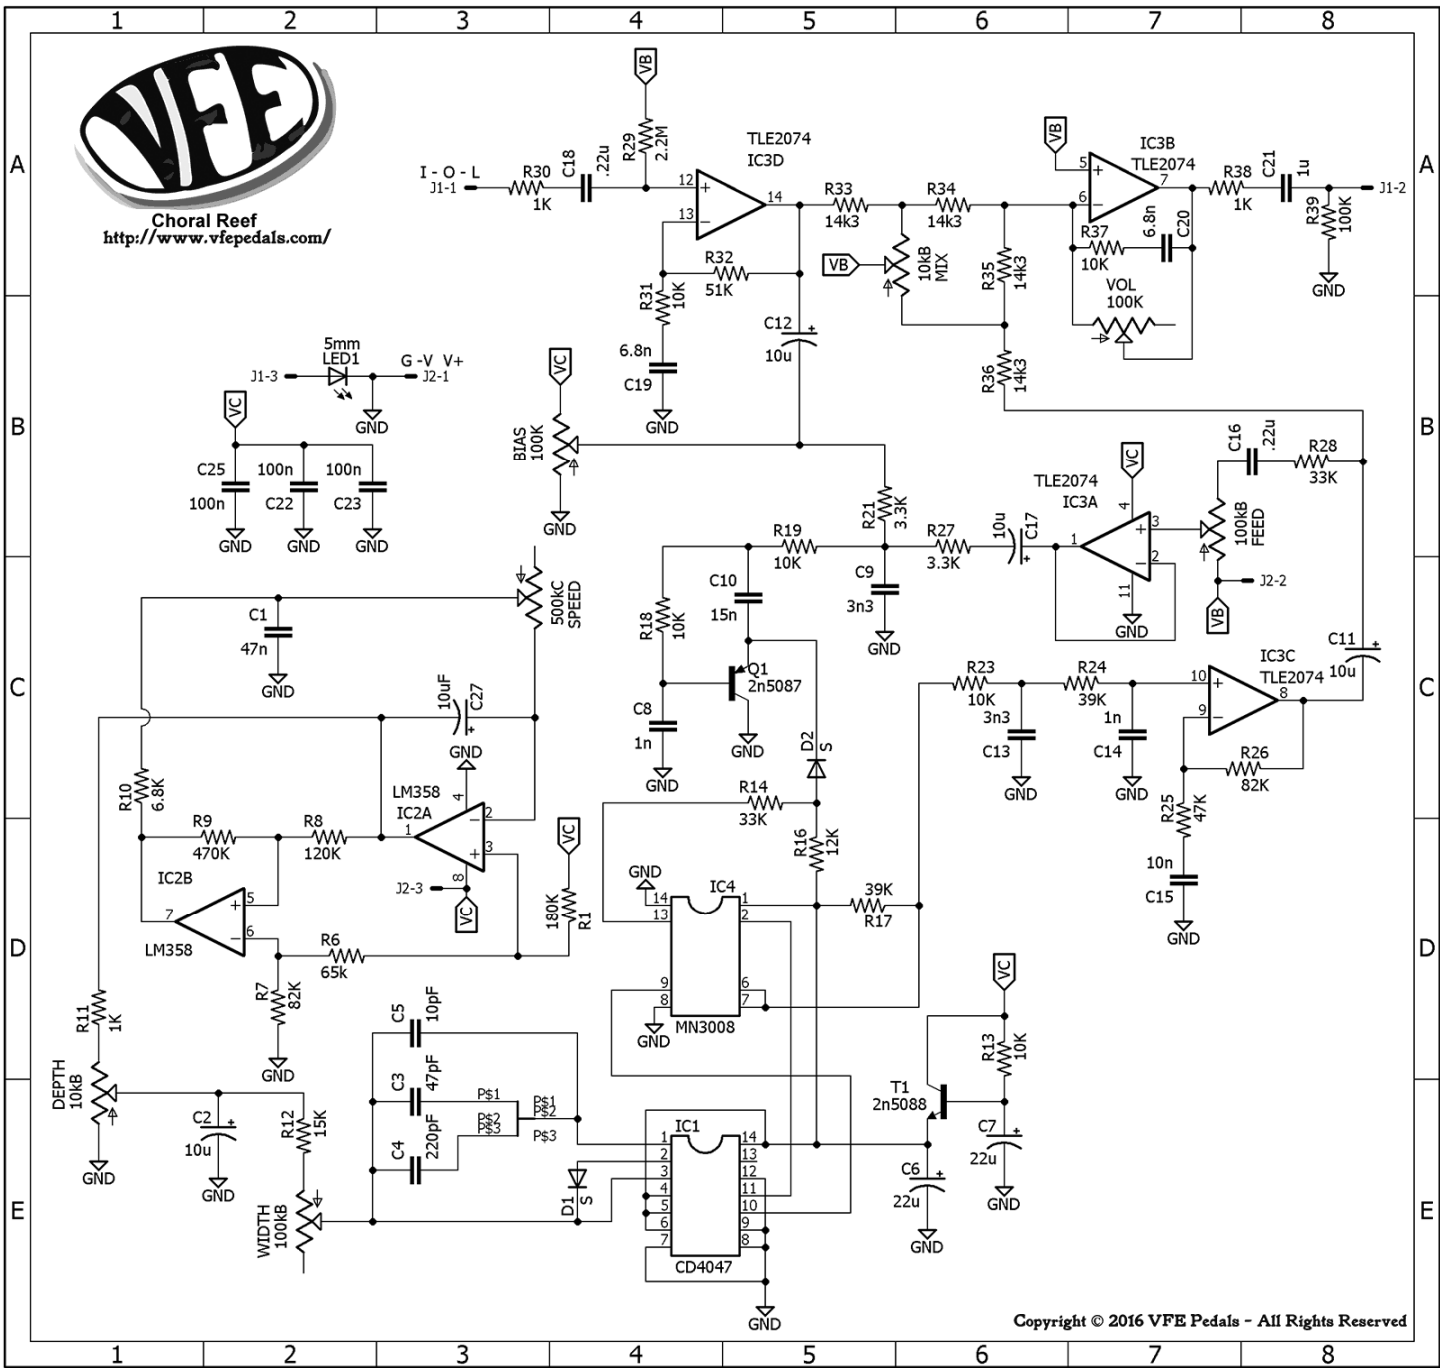 1 2 3 4 5 6 7 8
A
VFE
Choral Reef
http://www.vfepedals.com/
I - O - L
J1-1
R30
1K
C18
.22u
VB
R29
2.2M
TLE2074
IC3D
12
13
14
R33
14k3
R34
14k3
VB
10kB
MIX
R32
51K
R31
10K
6.8n
C19
GND
C12
10u
R35
14k3
R36
14k3
VB
IC3B
TLE2074
5
6
7
R37
10K
6.8n
C20
VOL
100K
R38
1K
C21
1u
J1-2
R39
100K
GND
A
B
5mm
LED1
J1-3
G -V V+
J2-1
GND
VC
C25
100n
100n
C22
100n
C23
GND
GND
GND
VC
BIAS
100K
GND
R21
3.3K
R19
10K
R27
3.3K
10u
C17
TLE2074
IC3A
VC
4
3
2
1
11
GND
C16
.22u
R28
33K
100kB
FEED
J2-2
VB
B
C
C1
47n
GND
500kC
SPEED
10uF
C27
GND
LM358
IC2A
4
2
3
1
8
J2-3
VC
R10
6.8K
R9
470K
R8
120K
IC2B
5
6
7
LM358
R6
65k
R7
82K
GND
VC
180K
R1
R18
10K
C10
15n
C9
3n3
GND
Q1
2n5087
C8
1n
GND
GND
D2
S
R14
33K
R16
12K
R23
10K
3n3
C13
GND
R24
39K
1n
C14
GND
IC3C
TLE2074
10
9
8
C11
10u
R26
82K
R25
47K
10n
C15
GND
C
D
GND
IC4
14
13
9
8
1
2
6
7
GND
MN3008
39K
R17
VC
R13
10K
T1
2n5088
C7
22u
GND
C6
22u
GND
D
R11
1K
DEPTH
10kB
GND
C2
10u
GND
R12
15K
WIDTH
100kB
C5
10pF
C3
47pF
C4
220pF
P$1
P$2
P$3
P$1
P$2
P$3
D1
S
IC1
1
2
3
4
5
6
7
14
13
12
11
10
9
8
CD4047
GND
E
E
Copyright © 2016 VFE Pedals - All Rights Reserved
1 2 3 4 5 6 7 8